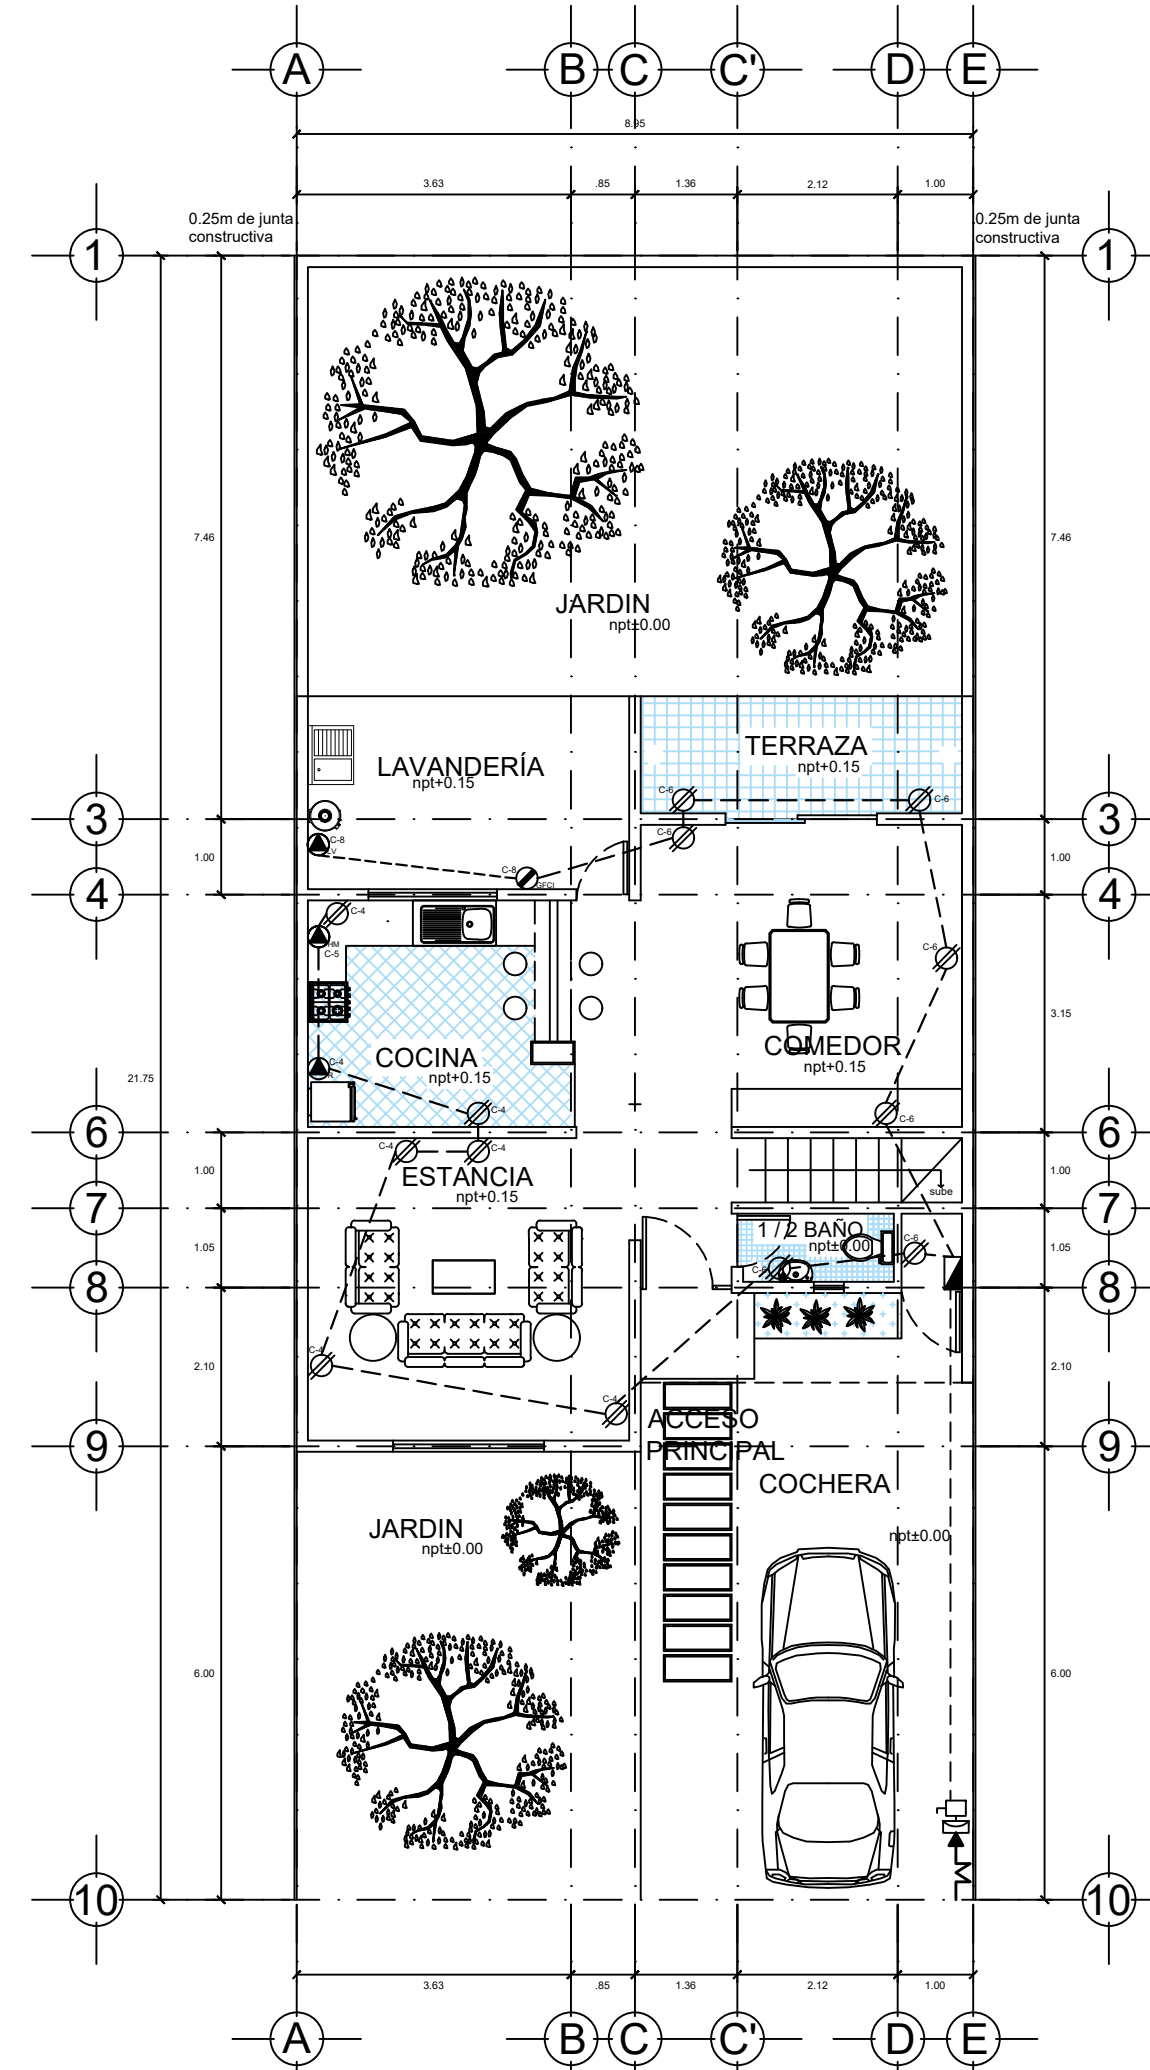 A B C C' D E
8.95
3.63 .85 1.36 2.12 1.00
0.25m de junta
constructiva
0.25m de junta
constructiva
1 1
7.46 7.46
JARDIN
npt±0.00
TERRAZA
npt+0.15
LAVANDERÍA
npt+0.15
C-6 C-6
3 3
C-6
C-8
LV
1.00 1.00
C-8
GFCI
4 4
C-4
HM
C-5
C-6
3.15
COMEDOR
npt+0.15
COCINA
npt+0.15
C-4
R
21.75
C-4
C-6
6 6
C-4 C-4
1.00 1.00
ESTANCIA
npt+0.15
sube
7 7
1 / 2 BAÑO
npt±0.00
C-6
1.05 1.05
C-6
8 8
C-4
2.10 2.10
C-4
ACCESO
PRINCIPAL
9 9
COCHERA
npt±0.00
JARDIN
npt±0.00
6.00 6.00
M
10 10
3.63 .85 1.36 2.12 1.00
A B C C' D E